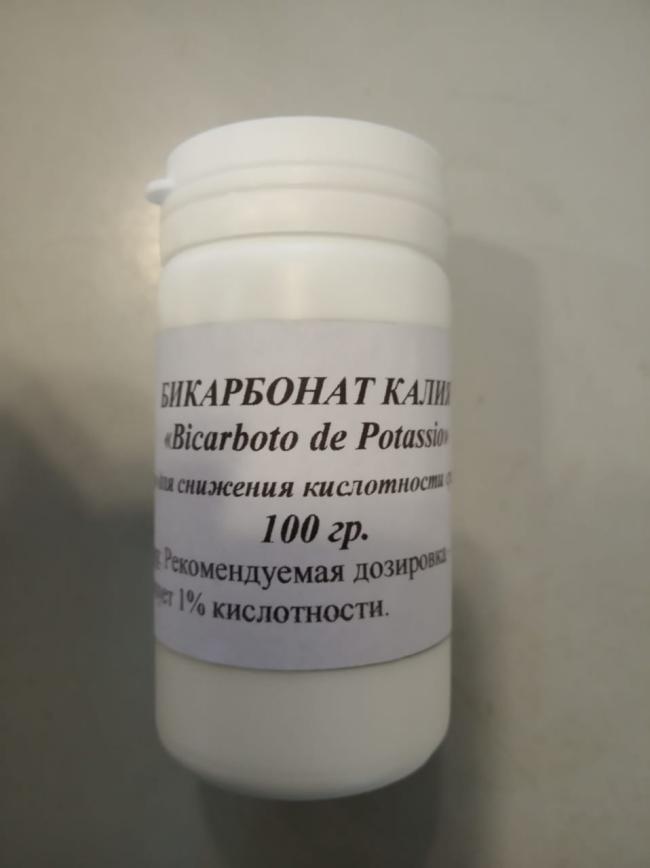 БИКАРБОНАТ КАЛИЯ
«Bicarboto de Potassio»
для снижения кислотности
100 гр.
Рекомендуемая дозировка
1% кислотности.